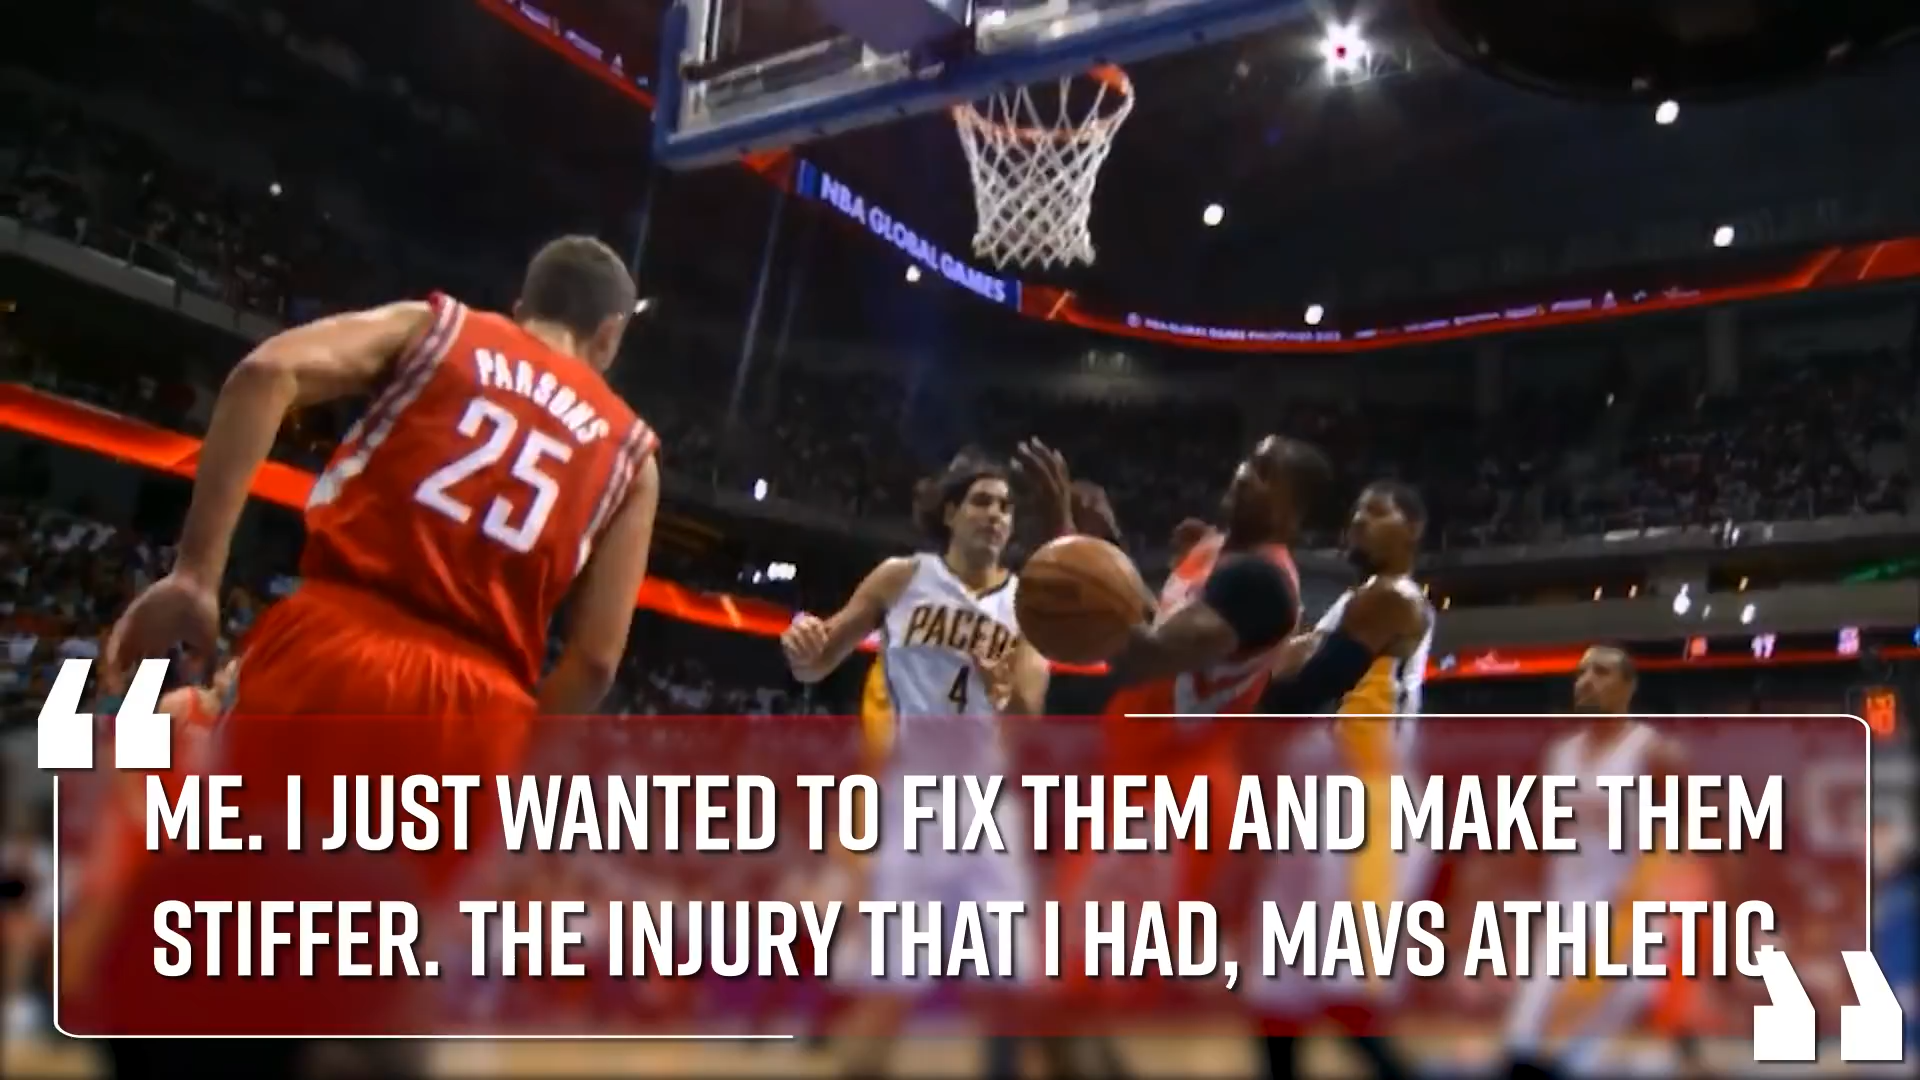 NBA GLOBAL GAMES
PARSONS
25
PACERS
4
17
“
ME. I JUST WANTED TO FIX THEM AND MAKE THEM
STIFFER. THE INJURY THAT I HAD, MAVS ATHLETIC
”